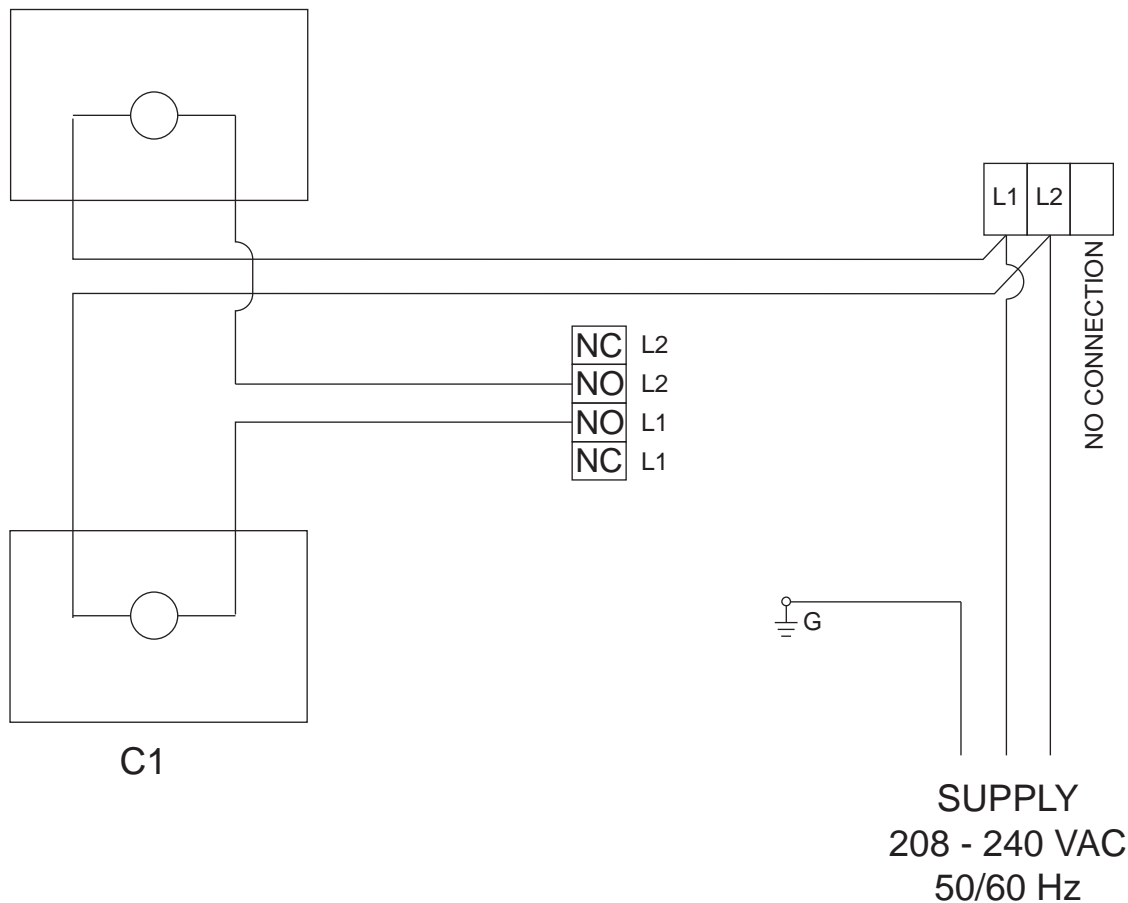 L1 L2
NO CONNECTION
NC L2
NO L2
NO L1
NC L1
G
C1
SUPPLY
208 - 240 VAC
50/60 Hz